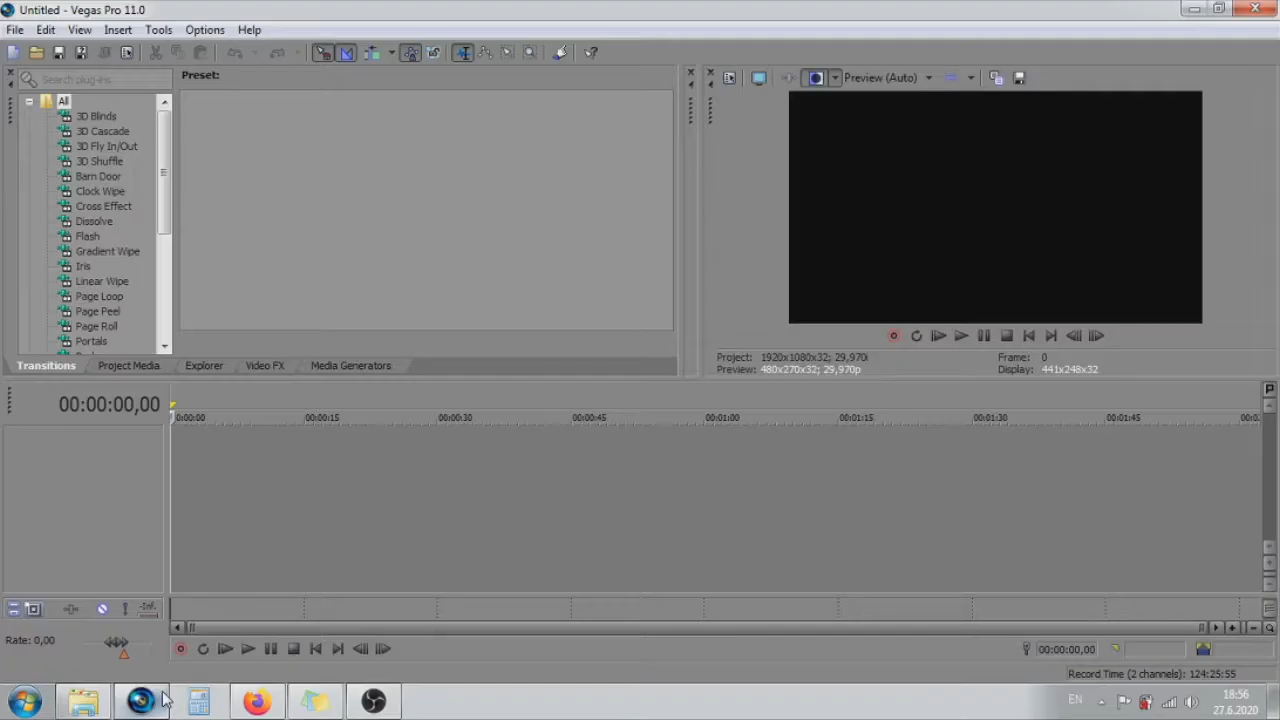 Untitled - Vegas Pro 11.0
File Edit View Insert Tools Options Help
Search plug-ins
Preset:
Preview (Auto)
All
3D Blinds
3D Cascade
3D Fly In/Out
3D Shuffle
Barn Door
Clock Wipe
Cross Effect
Dissolve
Flash
Gradient Wipe
Iris
Linear Wipe
Page Loop
Page Peel
Page Roll
Portals
Transitions Project Media Explorer Video FX Media Generators
Project: 1920x1080x32; 29,970i Frame: 0
Preview: 480x270x32; 29,970p Display: 441x248x32
00:00:00,00
0:00:00 00:00:15 00:00:30 00:00:45 00:01:00 00:01:15 00:01:30 00:01:45 00:0
-Inf.
Rate: 0,00
00:00:00,00
Record Time (2 channels): 124:25:55
EN
18:56
27.6.2020